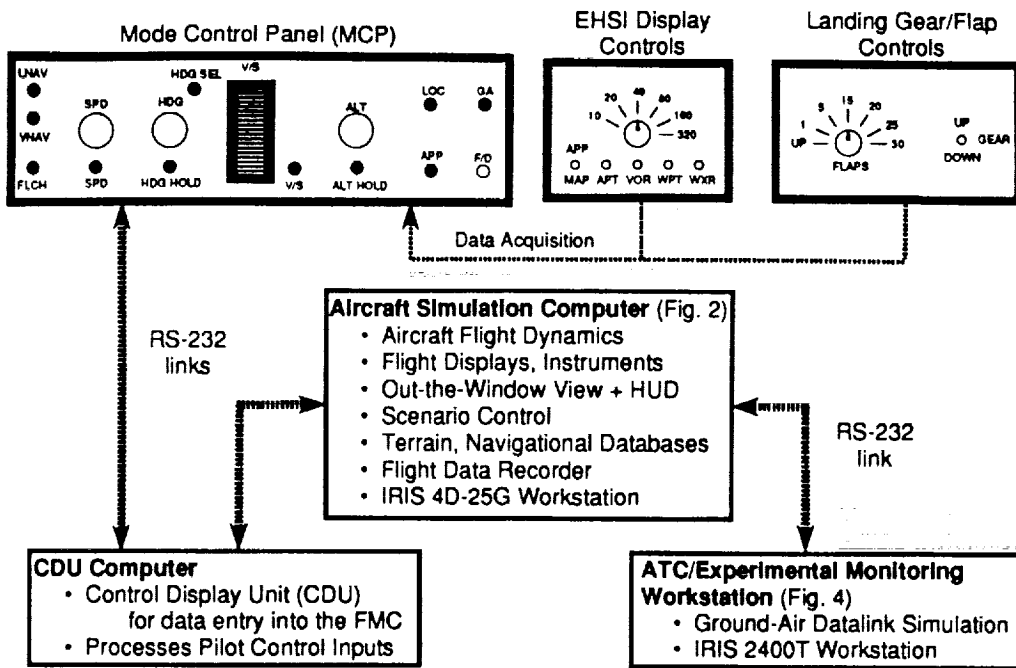 Mode Control Panel (MCP)
EHSI Display
Controls
Landing Gear/Flap
Controls
LNAV
VNAV
FLCH
SPD
SPD
HDG SEL
HDG
HDG HOLD
V/S
V/S
ALT
ALT HOLD
LOC
GA
APP
F/D
10
20
40
80
160
320
APP
MAP
APT
VOR
WPT
WXR
UP
1
5
15
20
25
30
FLAPS
UP
GEAR
DOWN
Data Acquisition
RS-232
links
Aircraft Simulation Computer (Fig. 2)
• Aircraft Flight Dynamics
• Flight Displays, Instruments
• Out-the-Window View + HUD
• Scenario Control
• Terrain, Navigational Databases
• Flight Data Recorder
• IRIS 4D-25G Workstation
RS-232
link
CDU Computer
• Control Display Unit (CDU)
for data entry into the FMC
• Processes Pilot Control Inputs
ATC/Experimental Monitoring
Workstation (Fig. 4)
• Ground-Air Datalink Simulation
• IRIS 2400T Workstation